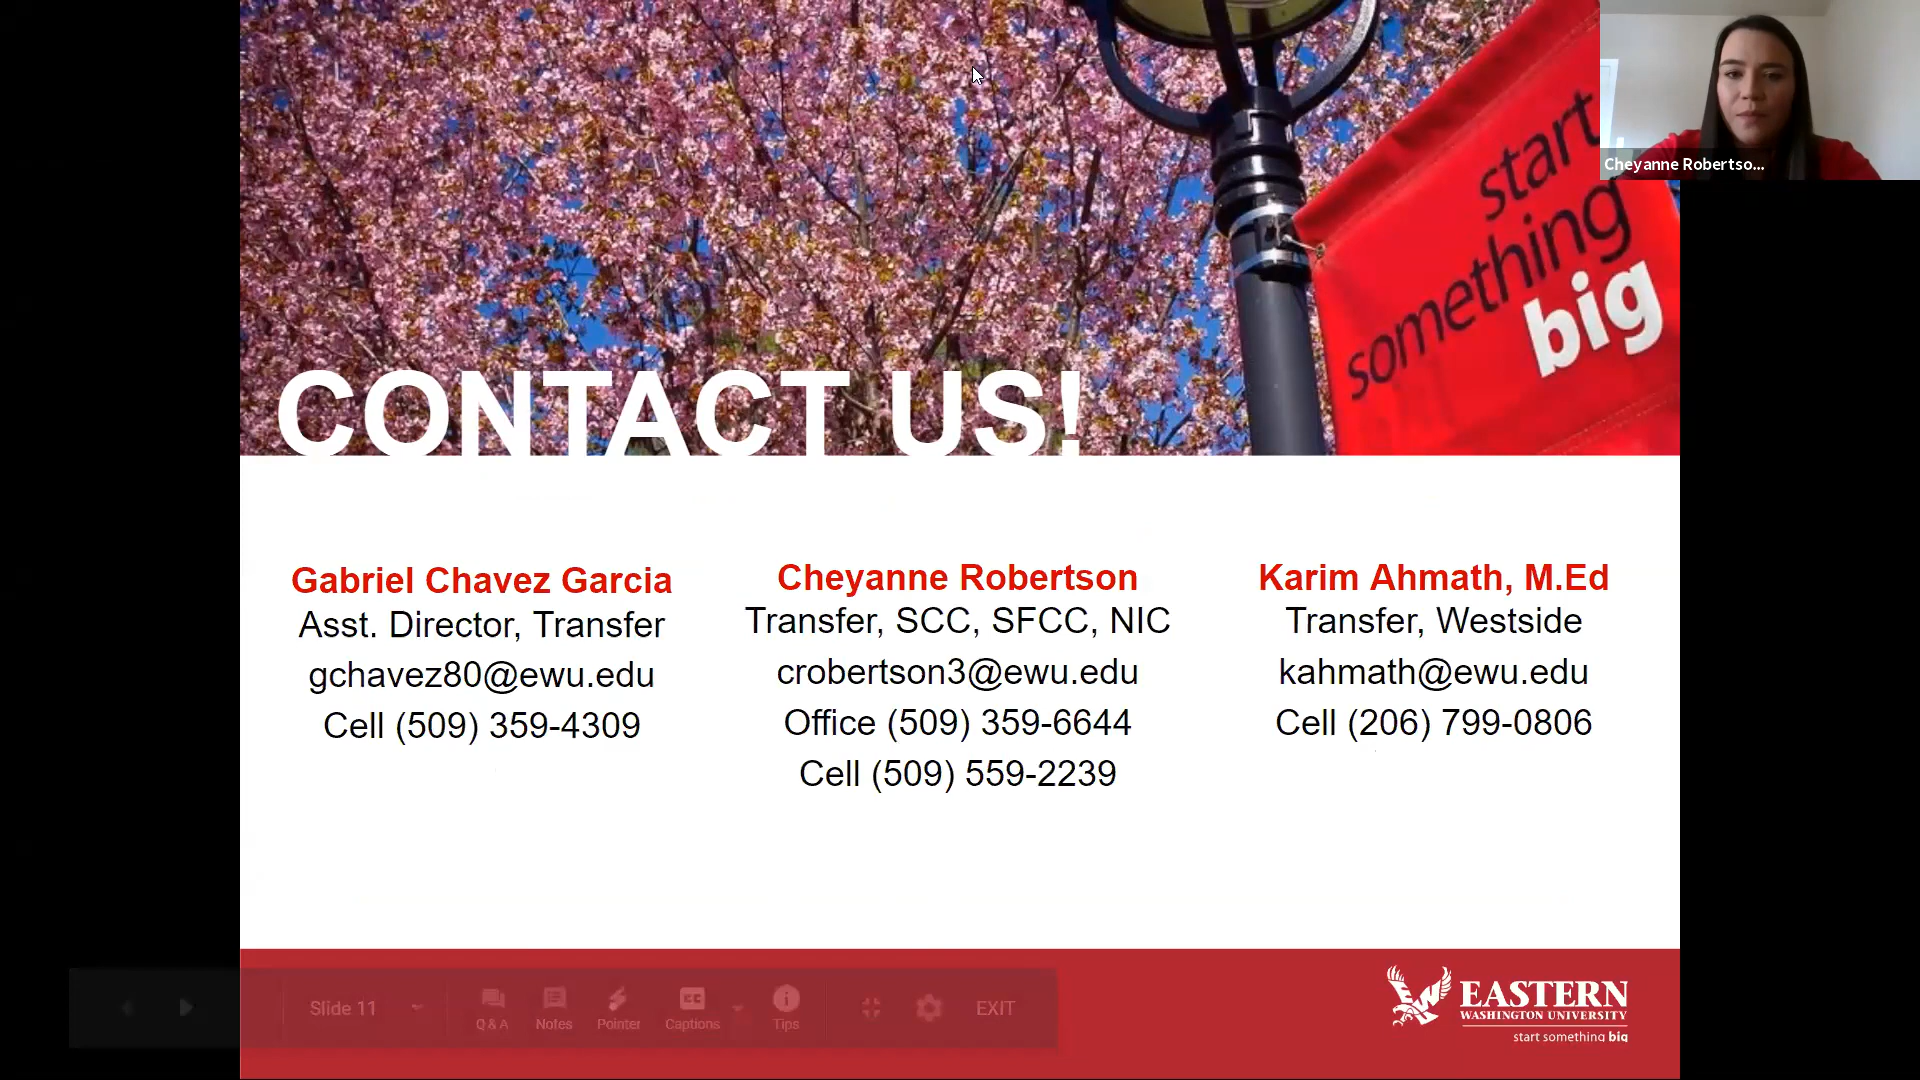 start
something
big
Cheyanne Robertso...
CONTACT US!
Gabriel Chavez Garcia
Asst. Director, Transfer
gchavez80@ewu.edu
Cell (509) 359-4309
Cheyanne Robertson
Transfer, SCC, SFCC, NIC
crobertson3@ewu.edu
Office (509) 359-6644
Cell (509) 559-2239
Karim Ahmath, M.Ed
Transfer, Westside
kahmath@ewu.edu
Cell (206) 799-0806
Slide 11
Q & A
Notes
Pointer
CC
Captions
Tips
EXIT
EASTERN
WASHINGTON UNIVERSITY
start something big